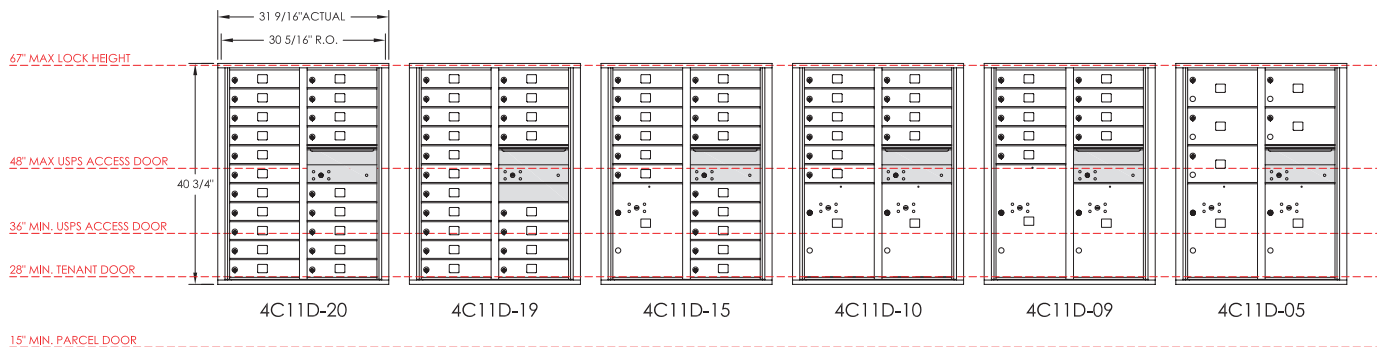 31 9/16"ACTUAL
30 5/16" R.O.
67" MAX LOCK HEIGHT
48" MAX USPS ACCESS DOOR
40 3/4"
36" MIN. USPS ACCESS DOOR
28" MIN. TENANT DOOR
4C11D-20 4C11D-19 4C11D-15 4C11D-10 4C11D-09 4C11D-05
15" MIN. PARCEL DOOR